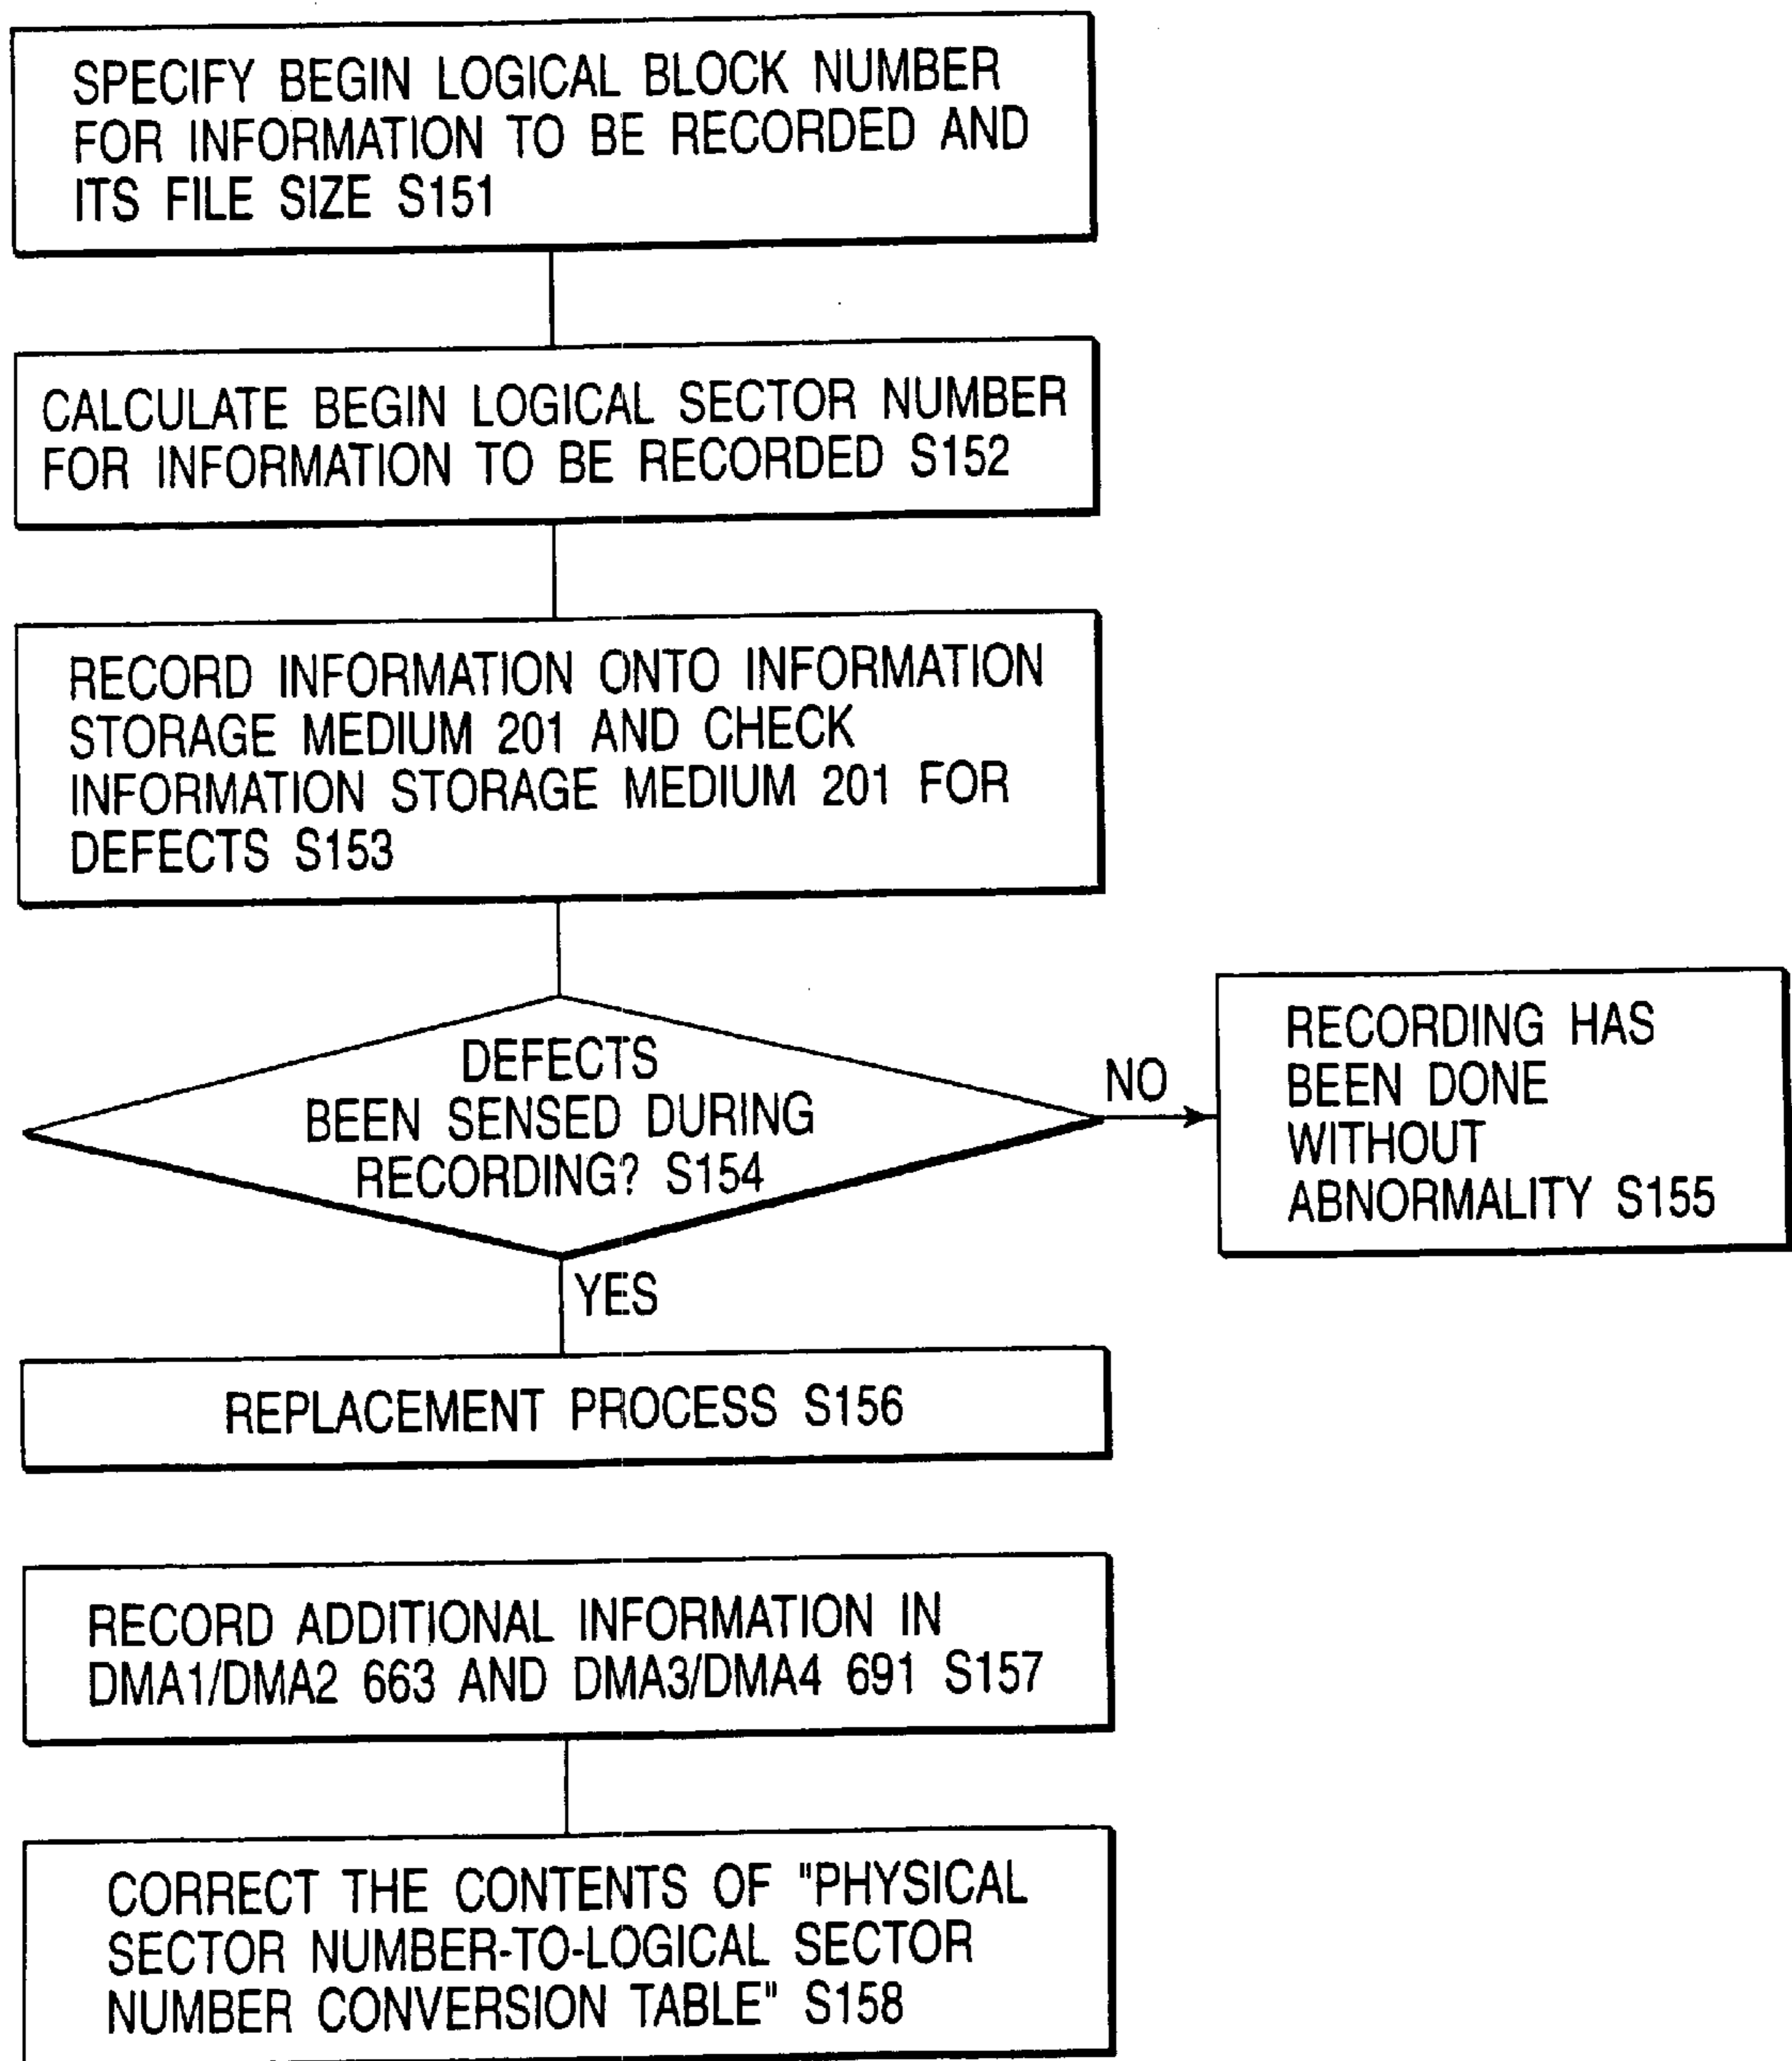 SPECIFY BEGIN LOGICAL BLOCK NUMBER
FOR INFORMATION TO BE RECORDED AND
ITS FILE SIZE S151
CALCULATE BEGIN LOGICAL SECTOR NUMBER
FOR INFORMATION TO BE RECORDED S152
RECORD INFORMATION ONTO INFORMATION
STORAGE MEDIUM 201 AND CHECK
INFORMATION STORAGE MEDIUM 201 FOR
DEFECTS S153
DEFECTS
BEEN SENSED DURING
RECORDING? S154
NO
RECORDING HAS
BEEN DONE
WITHOUT
ABNORMALITY S155
YES
REPLACEMENT PROCESS S156
RECORD ADDITIONAL INFORMATION IN
DMA1/DMA2 663 AND DMA3/DMA4 691 S157
CORRECT THE CONTENTS OF "PHYSICAL
SECTOR NUMBER-TO-LOGICAL SECTOR
NUMBER CONVERSION TABLE" S158